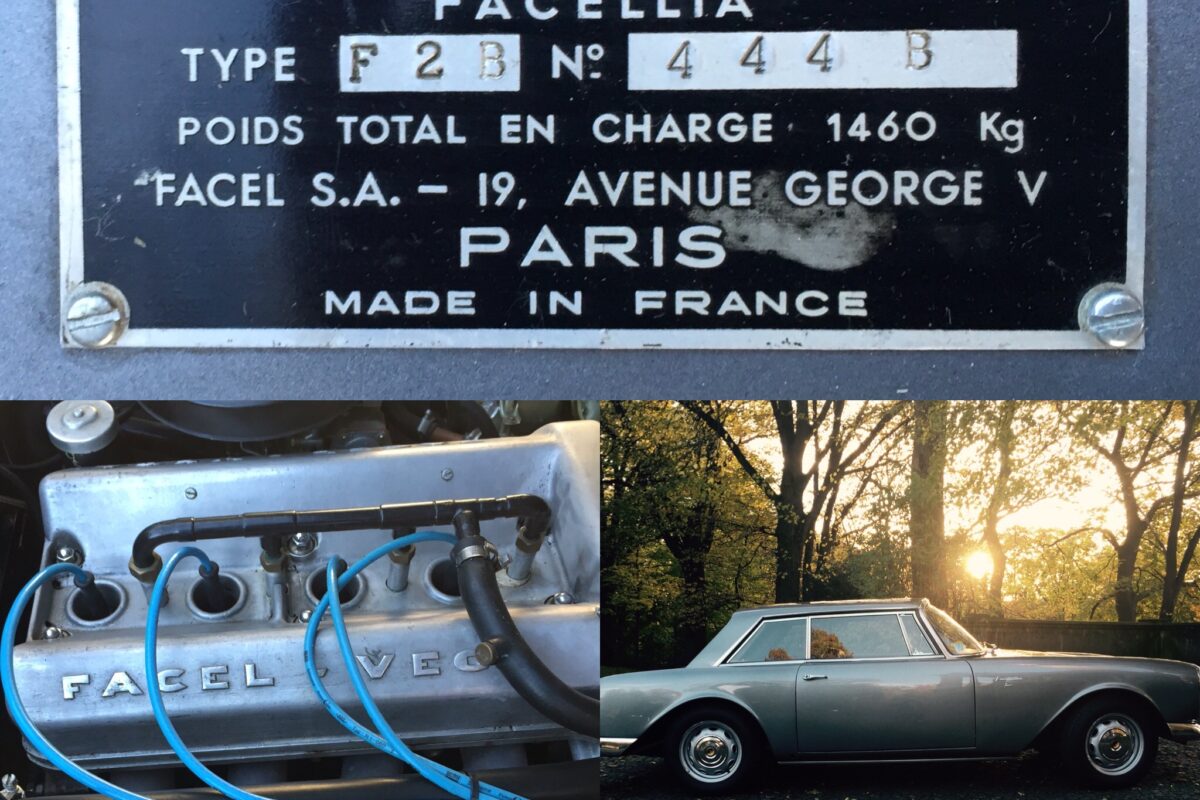 FACELLIA
TYPE F2B Nº 444 B
POIDS TOTAL EN CHARGE 1460 Kg
FACEL S.A. – 19, AVENUE GEORGE V
PARIS
MADE IN FRANCE
FACEL - VEG